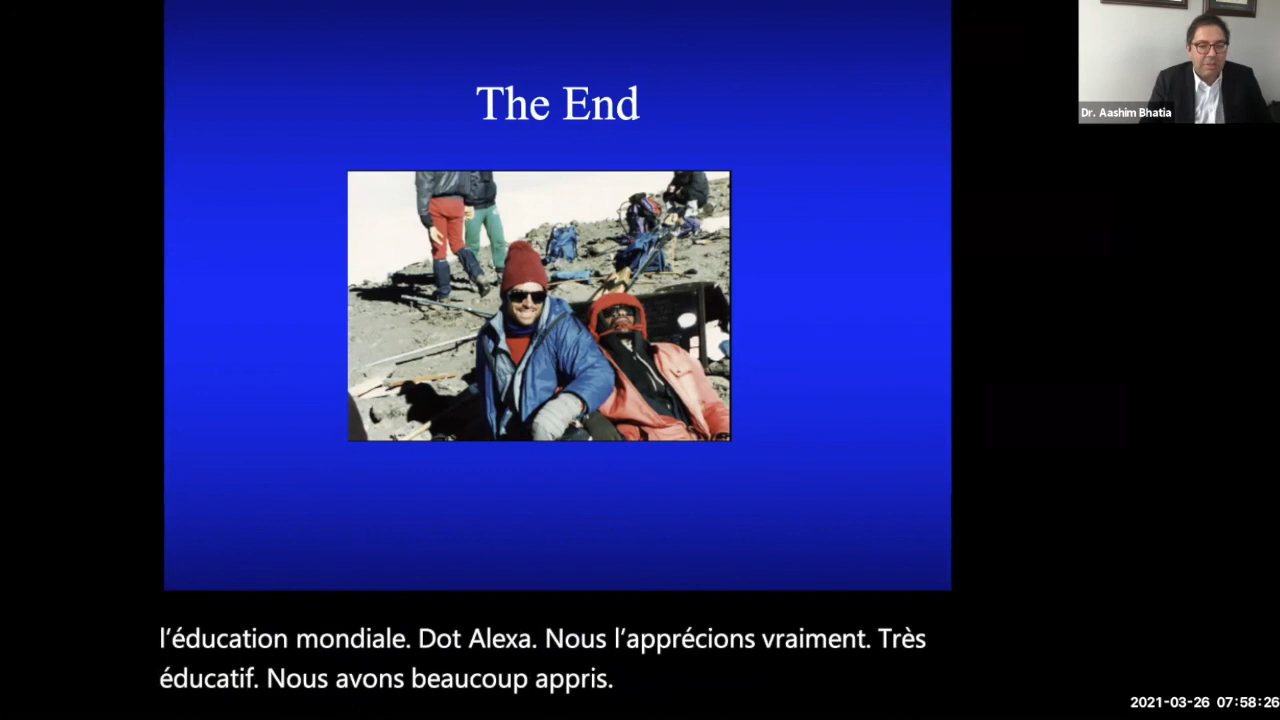 The End
Dr. Aashim Bhatia
l'éducation mondiale. Dot Alexa. Nous l'apprécions vraiment. Très
éducatif. Nous avons beaucoup appris.
2021-03-26 07:58:26